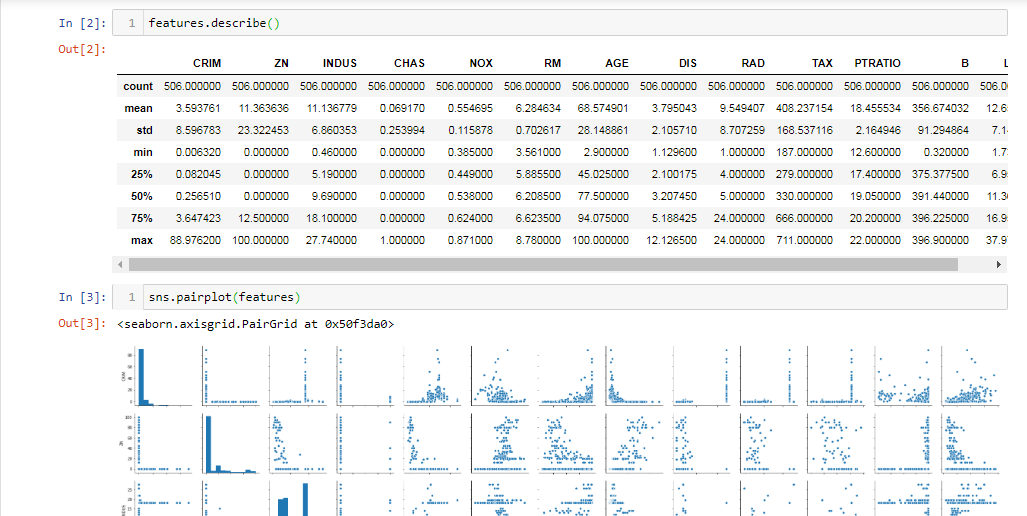 In [2]: 1 features.describe()
Out[2]:
CRIM ZN INDUS CHAS NOX RM AGE DIS RAD TAX PTRATIO B L
count 506.000000 506.000000 506.000000 506.000000 506.000000 506.000000 506.000000 506.000000 506.000000 506.000000 506.000000 506.000000 506.00
mean 3.593761 11.363636 11.136779 0.069170 0.554695 6.284634 68.574901 3.795043 9.549407 408.237154 18.455534 356.674032 12.6
std 8.596783 23.322453 6.860353 0.253994 0.115878 0.702617 28.148861 2.105710 8.707259 168.537116 2.164946 91.294864 7.1
min 0.006320 0.000000 0.460000 0.000000 0.385000 3.561000 2.900000 1.129600 1.000000 187.000000 12.600000 0.320000 1.7
25% 0.082045 0.000000 5.190000 0.000000 0.449000 5.885500 45.025000 2.100175 4.000000 279.000000 17.400000 375.377500 6.9
50% 0.256510 0.000000 9.690000 0.000000 0.538000 6.208500 77.500000 3.207450 5.000000 330.000000 19.050000 391.440000 11.3
75% 3.647423 12.500000 18.100000 0.000000 0.624000 6.623500 94.075000 5.188425 24.000000 666.000000 20.200000 396.225000 16.9
max 88.976200 100.000000 27.740000 1.000000 0.871000 8.780000 100.000000 12.126500 24.000000 711.000000 22.000000 396.900000 37.9
In [3]: 1 sns.pairplot(features)
Out[3]: <seaborn.axisgrid.PairGrid at 0x50f3da0>